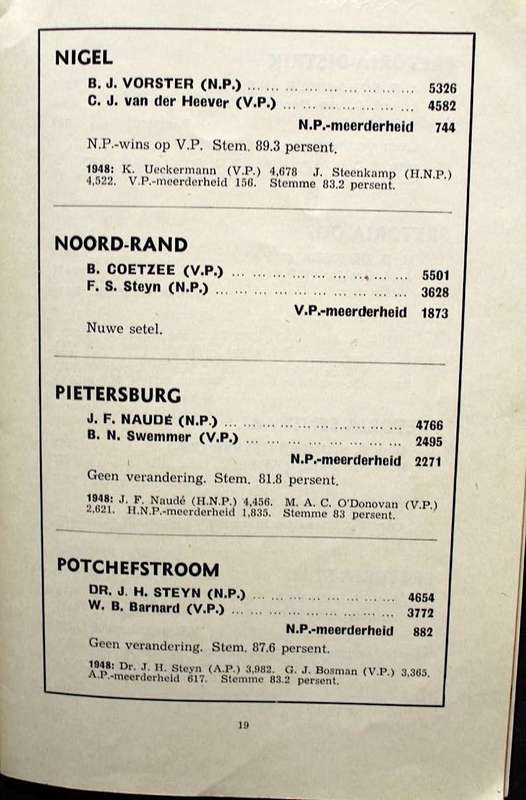 NIGEL
B. J. VORSTER (N.P.) ... ... ... ... ... ... ... ... ... ... 5326
C. J. van der Heever (V.P.) ... ... ... ... ... ... ... ... 4582
N.P.-meerderheid 744
N.P.-wins op V.P. Stem. 89.3 persent.
1948: K. Ueckermann (V.P.) 4,678 J. Steenkamp (H.N.P.)
4,522. V.P.-meerderheid 156. Stemme 83.2 persent.
NOORD-RAND
B. COETZEE (V.P.) ... ... ... ... ... ... ... ... ... ... ... 5501
F. S. Steyn (N.P.) ... ... ... ... ... ... ... ... ... ... ... ... 3628
V.P.-meerderheid 1873
Nuwe setel.
PIETERSBURG
J. F. NAUDÉ (N.P.) ... ... ... ... ... ... ... ... ... ... ... 4766
B. N. Swemmer (V.P.) ... ... ... ... ... ... ... ... ... ... 2495
N.P.-meerderheid 2271
Geen verandering. Stem. 81.8 persent.
1948: J. F. Naudé (H.N.P.) 4,456. M. A. C. O'Donovan (V.P.)
2,621. H.N.P.-meerderheid 1,835. Stemme 83 persent.
POTCHEFSTROOM
DR. J. H. STEYN (N.P.) ... ... ... ... ... ... ... ... ... 4654
W. B. Barnard (V.P.) ... ... ... ... ... ... ... ... ... ... 3772
N.P.-meerderheid 882
Geen verandering. Stem. 87.6 persent.
1948: Dr. J. H. Steyn (A.P.) 3,982. G. J. Bosman (V.P.) 3,365.
A.P.-meerderheid 617. Stemme 83.2 persent.
19